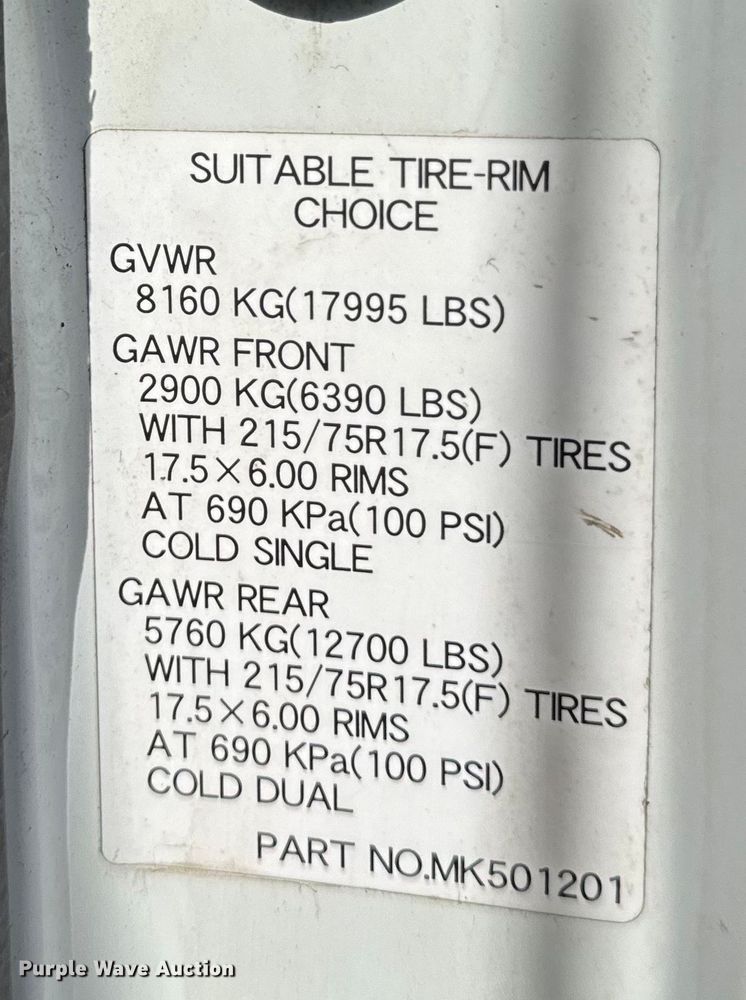 SUITABLE TIRE-RIM
CHOICE
GVWR
8160 KG(17995 LBS)
GAWR FRONT
2900 KG(6390 LBS)
WITH 215/75R17.5(F) TIRES
17.5×6.00 RIMS
AT 690 KPa(100 PSI)
COLD SINGLE
GAWR REAR
5760 KG(12700 LBS)
WITH 215/75R17.5(F) TIRES
17.5×6.00 RIMS
AT 690 KPa(100 PSI)
COLD DUAL
PART NO.MK501201
Purple Wave Auction